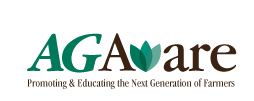 AGAware
Promoting & Educating the Next Generation of Farmers